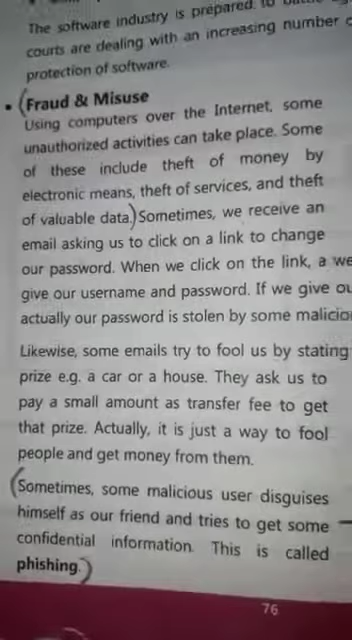 The software industry is prepared to
courts are dealing with an increasing number
protection of software.
• (Fraud & Misuse
Using computers over the Internet, some
unauthorized activities can take place. Some
of these include theft of money by
electronic means, theft of services, and theft
of valuable data.) Sometimes, we receive an
email asking us to click on a link to change
our password. When we click on the link, a we
give our username and password. If we give ou
actually our password is stolen by some malicio
Likewise, some emails try to fool us by stating
prize e.g. a car or a house. They ask us to
pay a small amount as transfer fee to get
that prize. Actually, it is just a way to fool
people and get money from them.
(Sometimes, some malicious user disguises
himself as our friend and tries to get some
confidential information. This is called
phishing.)
76